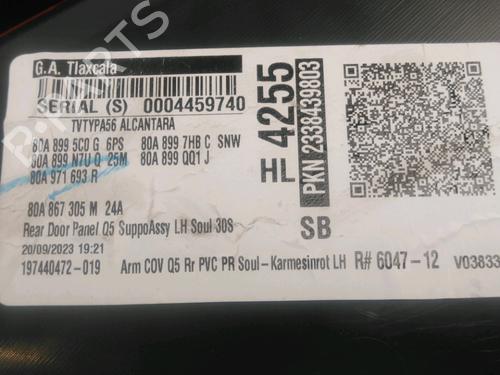 G.A. Tlaxcala
SERIAL (S) 0004459740
TVTYPA56 ALCANTARA
80A 899 5C0 G 6PS 80A 899 7HB C SNW
80A 899 N7U Q 25M 80A 899 QQ1 J
80A 971 693 R
80A 867 305 M 24A
Rear Door Panel Q5 SuppoAssy LH Soul 30S
20/09/2023 19:21
197440472-019 Arm COV Q5 Rr PVC PR Soul-Karmesinrot LH R# 6047-12 V03833
HL 4255
PKN 2338439803
SB
B-PARTS